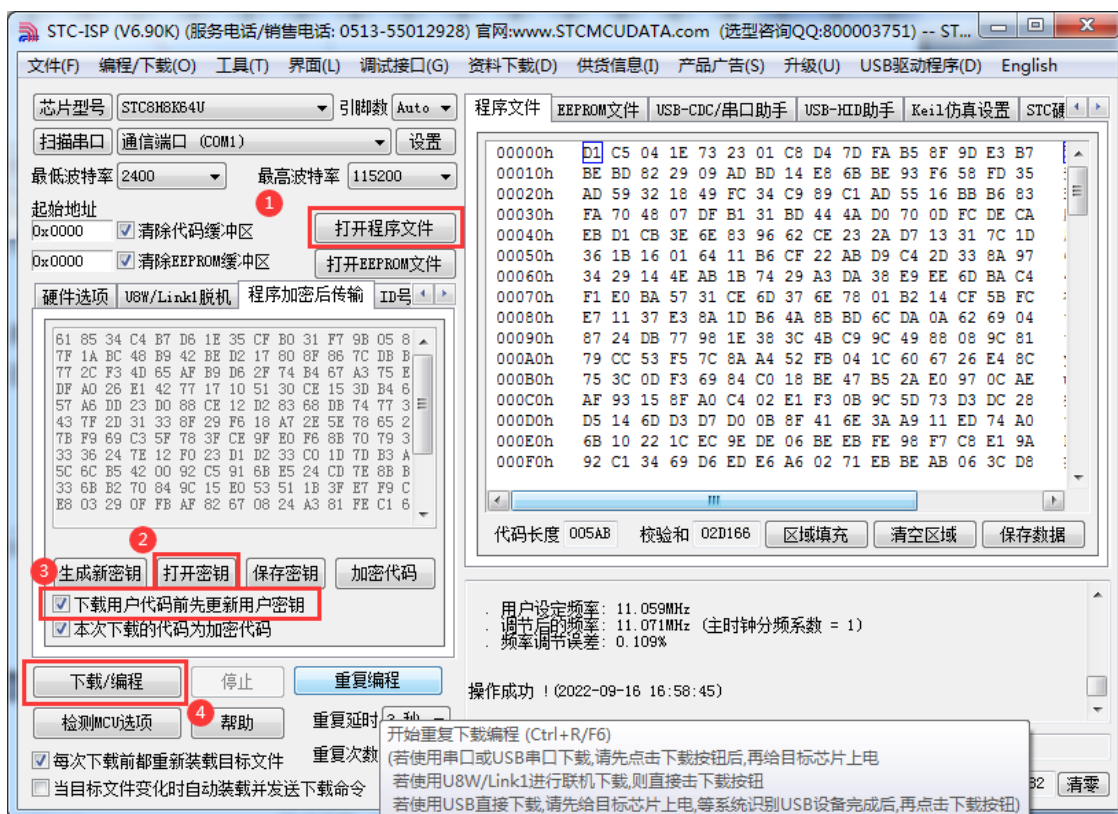 STC-ISP (V6.90K) (服务电话/销售电话: 0513-55012928) 官网:www.STCMCUDATA.com (选型咨询QQ:800003751) -- ST...
文件(F) 编程/下载(O) 工具(T) 界面(L) 调试接口(G) 资料下载(D) 供货信息(I) 产品广告(S) 升级(U) USB驱动程序(D) English
芯片型号 STC8H8K64U 引脚数 Auto
扫描串口 通信端口 (COM1) 设置
最低波特率 2400 最高波特率 115200
1
起始地址
0x0000 清除代码缓冲区 打开程序文件
0x0000 清除EEPROM缓冲区 打开EEPROM文件
硬件选项 U8W/Link1脱机 程序加密后传输 ID号
61 85 34 C4 B7 D6 1E 35 CF B0 31 F7 9B 05 8
7F 1A BC 48 B9 42 BE D2 17 80 8F 86 7C DB B
77 2C F3 4D 65 AF B9 D6 2F 74 B4 67 A3 75 E
DF A0 26 E1 42 77 17 10 51 30 CE 15 3D B4 6
57 A6 DD 23 D0 88 CE 12 D2 83 68 DB 74 77 3
43 7F 2D 31 33 8F 29 F6 18 A7 2E 5E 78 65 2
7B F9 69 C3 5F 78 3F CE 9F E0 F6 8B 70 79 3
33 36 24 7E 12 F0 23 D1 D2 33 C0 1D 7D B3 A
5C 6C B5 42 00 92 C5 91 6B E5 24 CD 7E 8B B
33 6B B2 70 84 9C 15 E0 53 51 1B 3F E7 F9 C
E8 03 29 0F FB AF 82 67 08 24 A3 81 FE C1 6
2
3
生成新密钥 打开密钥 保存密钥 加密代码
下载用户代码前先更新用户密钥
本次下载的代码为加密代码
下载/编程 停止 重复编程
4
检测MCU选项 帮助 重复延时 3 秒
每次下载前都重新装载目标文件 重复次数
当目标文件变化时自动装载并发送下载命令
程序文件 EEPROM文件 USB-CDC/串口助手 USB-HID助手 Keil仿真设置 STC硬
00000h D1 C5 04 1E 73 23 01 C8 D4 7D FA B5 8F 9D E3 B7
00010h BE BD 82 29 09 AD BD 14 E8 6B BE 93 F6 58 FD 35
00020h AD 59 32 18 49 FC 34 C9 89 C1 AD 55 16 BB B6 83
00030h FA 70 48 07 DF B1 31 BD 44 4A D0 70 0D FC DE CA
00040h EB D1 CB 3E 6E 83 96 62 CE 23 2A D7 13 31 7C 1D
00050h 36 1B 16 01 64 11 B6 CF 22 AB D9 C4 2D 33 8A 97
00060h 34 29 14 4E AB 1B 74 29 A3 DA 38 E9 EE 6D BA C4
00070h F1 E0 BA 57 31 CE 6D 37 6E 78 01 B2 14 CF 5B FC
00080h E7 11 37 E3 8A 1D B6 4A 8B BD 6C DA 0A 62 69 04
00090h 87 24 DB 77 98 1E 38 3C 4B C9 9C 49 88 08 9C 81
000A0h 79 CC 53 F5 7C 8A A4 52 FB 04 1C 60 67 26 E4 8C
000B0h 75 3C 0D F3 69 84 C0 18 BE 47 B5 2A E0 97 0C AE
000C0h AF 93 15 8F A0 C4 02 E1 F3 0B 9C 5D 73 D3 DC 28
000D0h D5 14 6D D3 D7 D0 0B 8F 41 6E 3A A9 11 ED 74 A0
000E0h 6B 10 22 1C EC 9E DE 06 BE EB FE 98 F7 C8 E1 9A
000F0h 92 C1 34 69 D6 ED E6 A6 02 71 EB BE AB 06 3C D8
代码长度 005AB 校验和 02D166 区域填充 清空区域 保存数据
. 用户设定频率: 11.059MHz
. 调节后的频率: 11.071MHz (主时钟分频系数 = 1)
. 频率调节误差: 0.109%
操作成功 !(2022-09-16 16:58:45)
开始重复下载编程 (Ctrl+R/F6)
(若使用串口或USB串口下载,请先点击下载按钮后,再给目标芯片上电
若使用U8W/Link1进行联机下载,则直接击下载按钮
若使用USB直接下载,请先给目标芯片上电,等系统识别USB设备完成后,再点击下载按钮)
32 清零